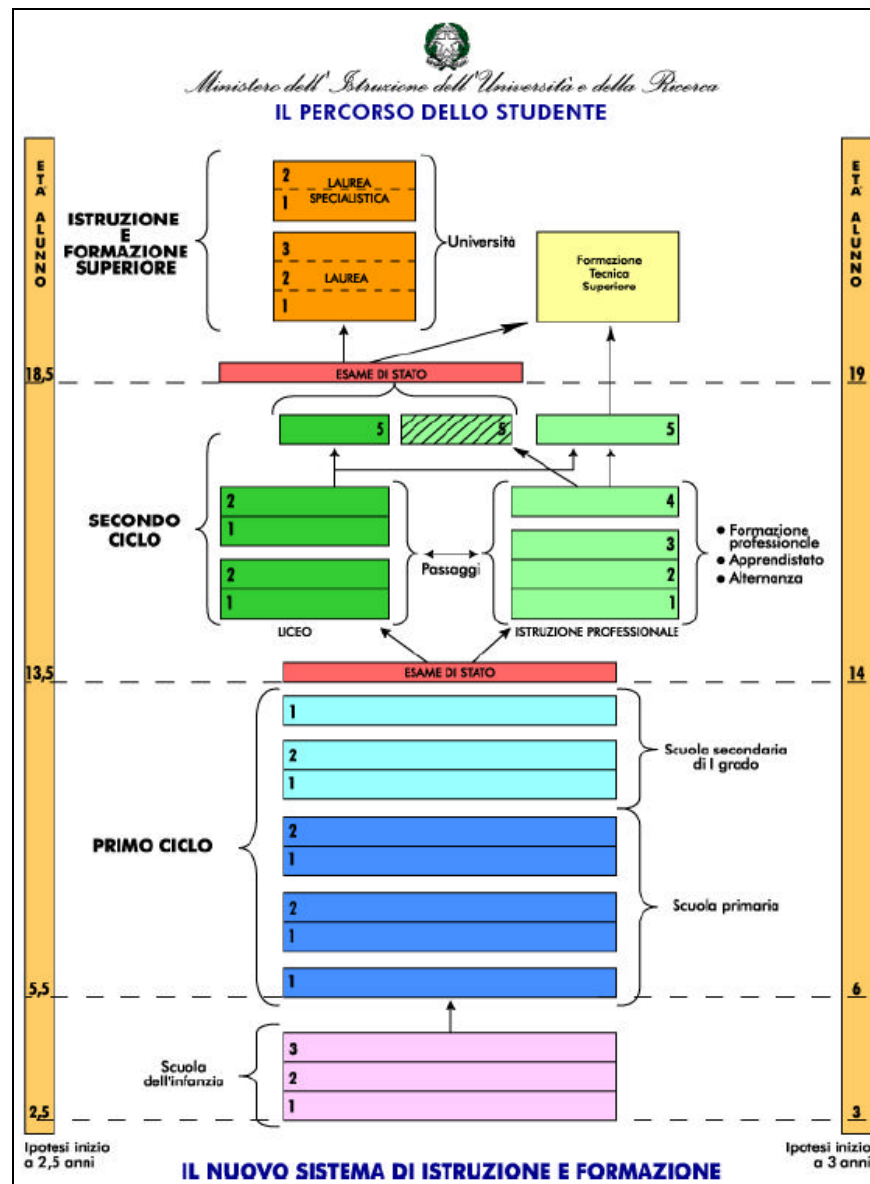 Ministero dell'Istruzione dell'Università e della Ricerca
IL PERCORSO DELLO STUDENTE
ETA' ALUNNO
ETA' ALUNNO
ISTRUZIONE
E
FORMAZIONE
SUPERIORE
2
LAUREA
SPECIALISTICA
1
3
2
LAUREA
1
Università
Formazione
Tecnica
Superiore
ESAME DI STATO
18,5
19
5
5
5
SECONDO
CICLO
2
1
2
1
LICEO
Passaggi
4
3
2
1
ISTRUZIONE PROFESSIONALE
● Formazione
professionale
● Apprendistato
● Alternanza
ESAME DI STATO
13,5
14
PRIMO CICLO
1
2
1
Scuola secondaria
di I grado
2
1
2
1
1
Scuola primaria
5,5
6
Scuola
dell'infanzia
3
2
1
2,5
3
Ipotesi inizio
a 2,5 anni
Ipotesi inizio
a 3 anni
IL NUOVO SISTEMA DI ISTRUZIONE E FORMAZIONE